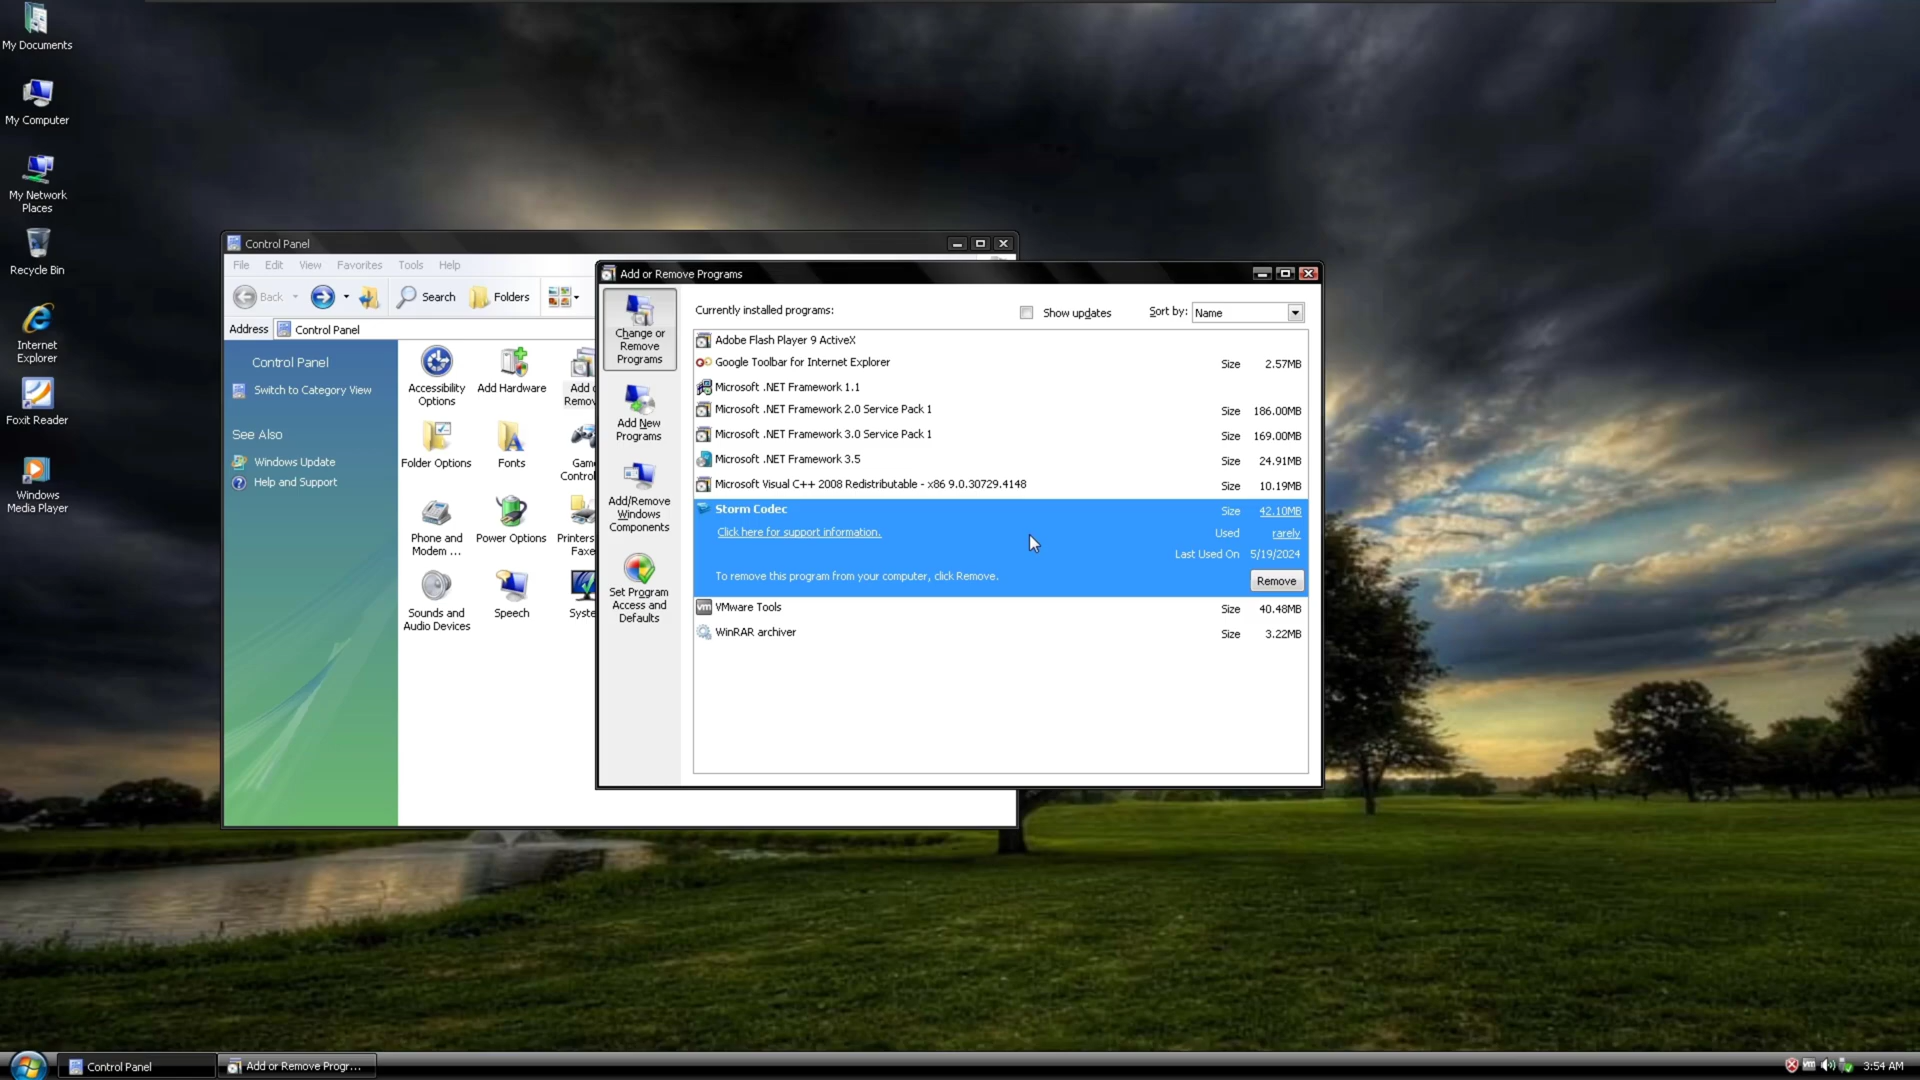 My Documents
My Computer
My Network
Places
Recycle Bin
Internet
Explorer
Foxit Reader
Windows
Media Player
Control Panel
File Edit View Favorites Tools Help
Back Search Folders
Address Control Panel
Control Panel
Switch to Category View
See Also
Windows Update
Help and Support
Accessibility
Options
Add Hardware
Add
Remov
Folder Options
Fonts
Game
Control
Phone and
Modem ...
Power Options
Printers
Faxe
Sounds and
Audio Devices
Speech
Syste
Add or Remove Programs
Change or
Remove
Programs
Add New
Programs
Add/Remove
Windows
Components
Set Program
Access and
Defaults
Currently installed programs: Show updates Sort by: Name
Adobe Flash Player 9 ActiveX
Google Toolbar for Internet Explorer Size 2.57MB
Microsoft .NET Framework 1.1
Microsoft .NET Framework 2.0 Service Pack 1 Size 186.00MB
Microsoft .NET Framework 3.0 Service Pack 1 Size 169.00MB
Microsoft .NET Framework 3.5 Size 24.91MB
Microsoft Visual C++ 2008 Redistributable - x86 9.0.30729.4148 Size 10.19MB
Storm Codec Size 42.10MB
Click here for support information. Used rarely
Last Used On 5/19/2024
To remove this program from your computer, click Remove. Remove
VMware Tools Size 40.48MB
WinRAR archiver Size 3.22MB
Control Panel Add or Remove Progr... 3:54 AM